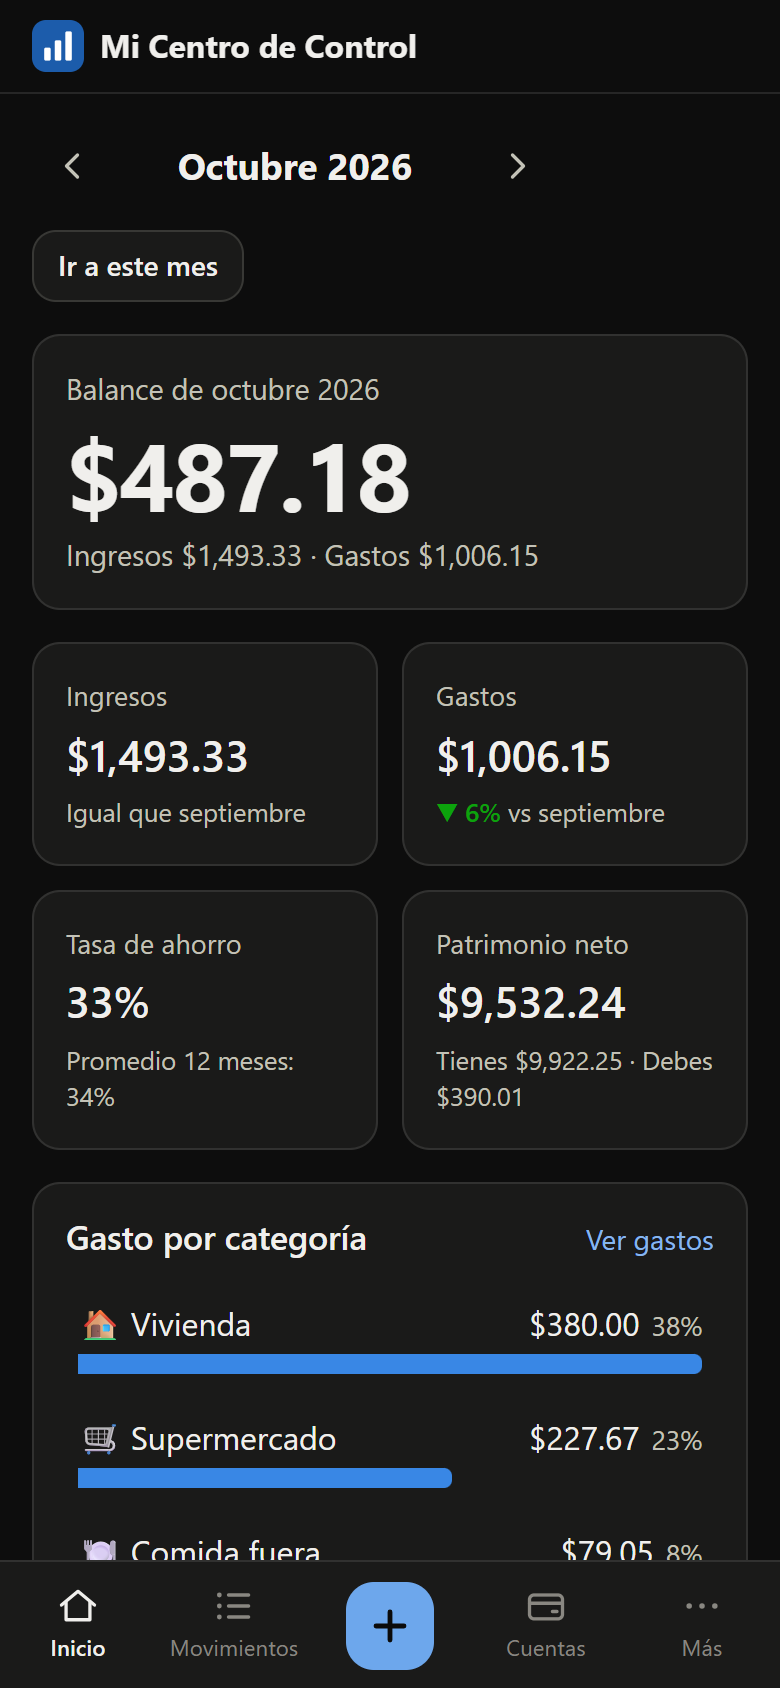 Mi Centro de Control
Octubre 2026
Ir a este mes
Balance de octubre 2026
$487.18
Ingresos $1,493.33 · Gastos $1,006.15
Ingresos
$1,493.33
Igual que septiembre
Gastos
$1,006.15
▼ 6% vs septiembre
Tasa de ahorro
33%
Promedio 12 meses:
34%
Patrimonio neto
$9,532.24
Tienes $9,922.25 · Debes
$390.01
Gasto por categoría
Ver gastos
Vivienda $380.00 38%
Supermercado $227.67 23%
Comida fuera $79.05 8%
Inicio
Movimientos
Cuentas
Más